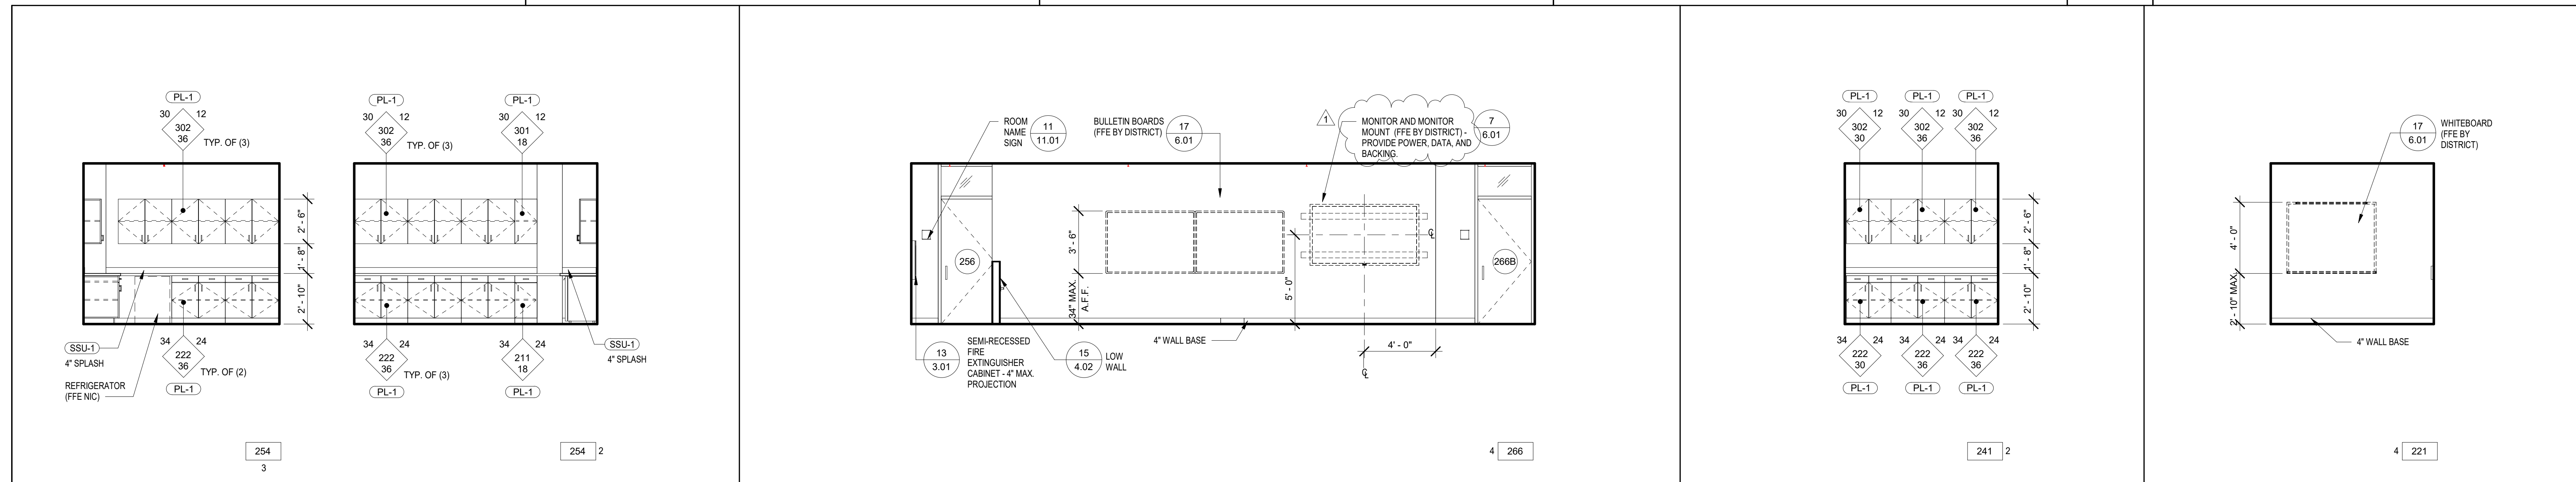 PL-1
30 12
302
36
TYP. OF (3)
2' - 6"
1' - 8"
2' - 10"
SSU-1
4" SPLASH
REFRIGERATOR
(FFE NIC)
34 24
222
36
TYP. OF (2)
PL-1
254
3
PL-1
30 12
302
36
TYP. OF (3)
PL-1
30 12
301
18
34 24
222
36
TYP. OF (3)
PL-1
34 24
211
18
PL-1
SSU-1
4" SPLASH
254 2
ROOM
NAME
SIGN
11
11.01
BULLETIN BOARDS
(FFE BY DISTRICT)
17
6.01
1
MONITOR AND MONITOR
MOUNT (FFE BY DISTRICT) -
PROVIDE POWER, DATA, AND
BACKING.
7
6.01
256
3' - 6"
34" MAX.
A.F.F.
5' - 0"
266B
13
3.01
SEMI-RECESSED
FIRE
EXTINGUISHER
CABINET - 4" MAX.
PROJECTION
15
4.02
LOW
WALL
4" WALL BASE
4' - 0"
4 266
PL-1
30 12
302
30
PL-1
30 12
302
36
PL-1
30 12
302
36
2' - 6"
1' - 8"
2' - 10"
34 24
222
30
PL-1
34 24
222
36
PL-1
34 24
222
36
PL-1
241 2
17
6.01
WHITEBOARD
(FFE BY
DISTRICT)
4' - 0"
2' - 10" MAX.
4" WALL BASE
4 221